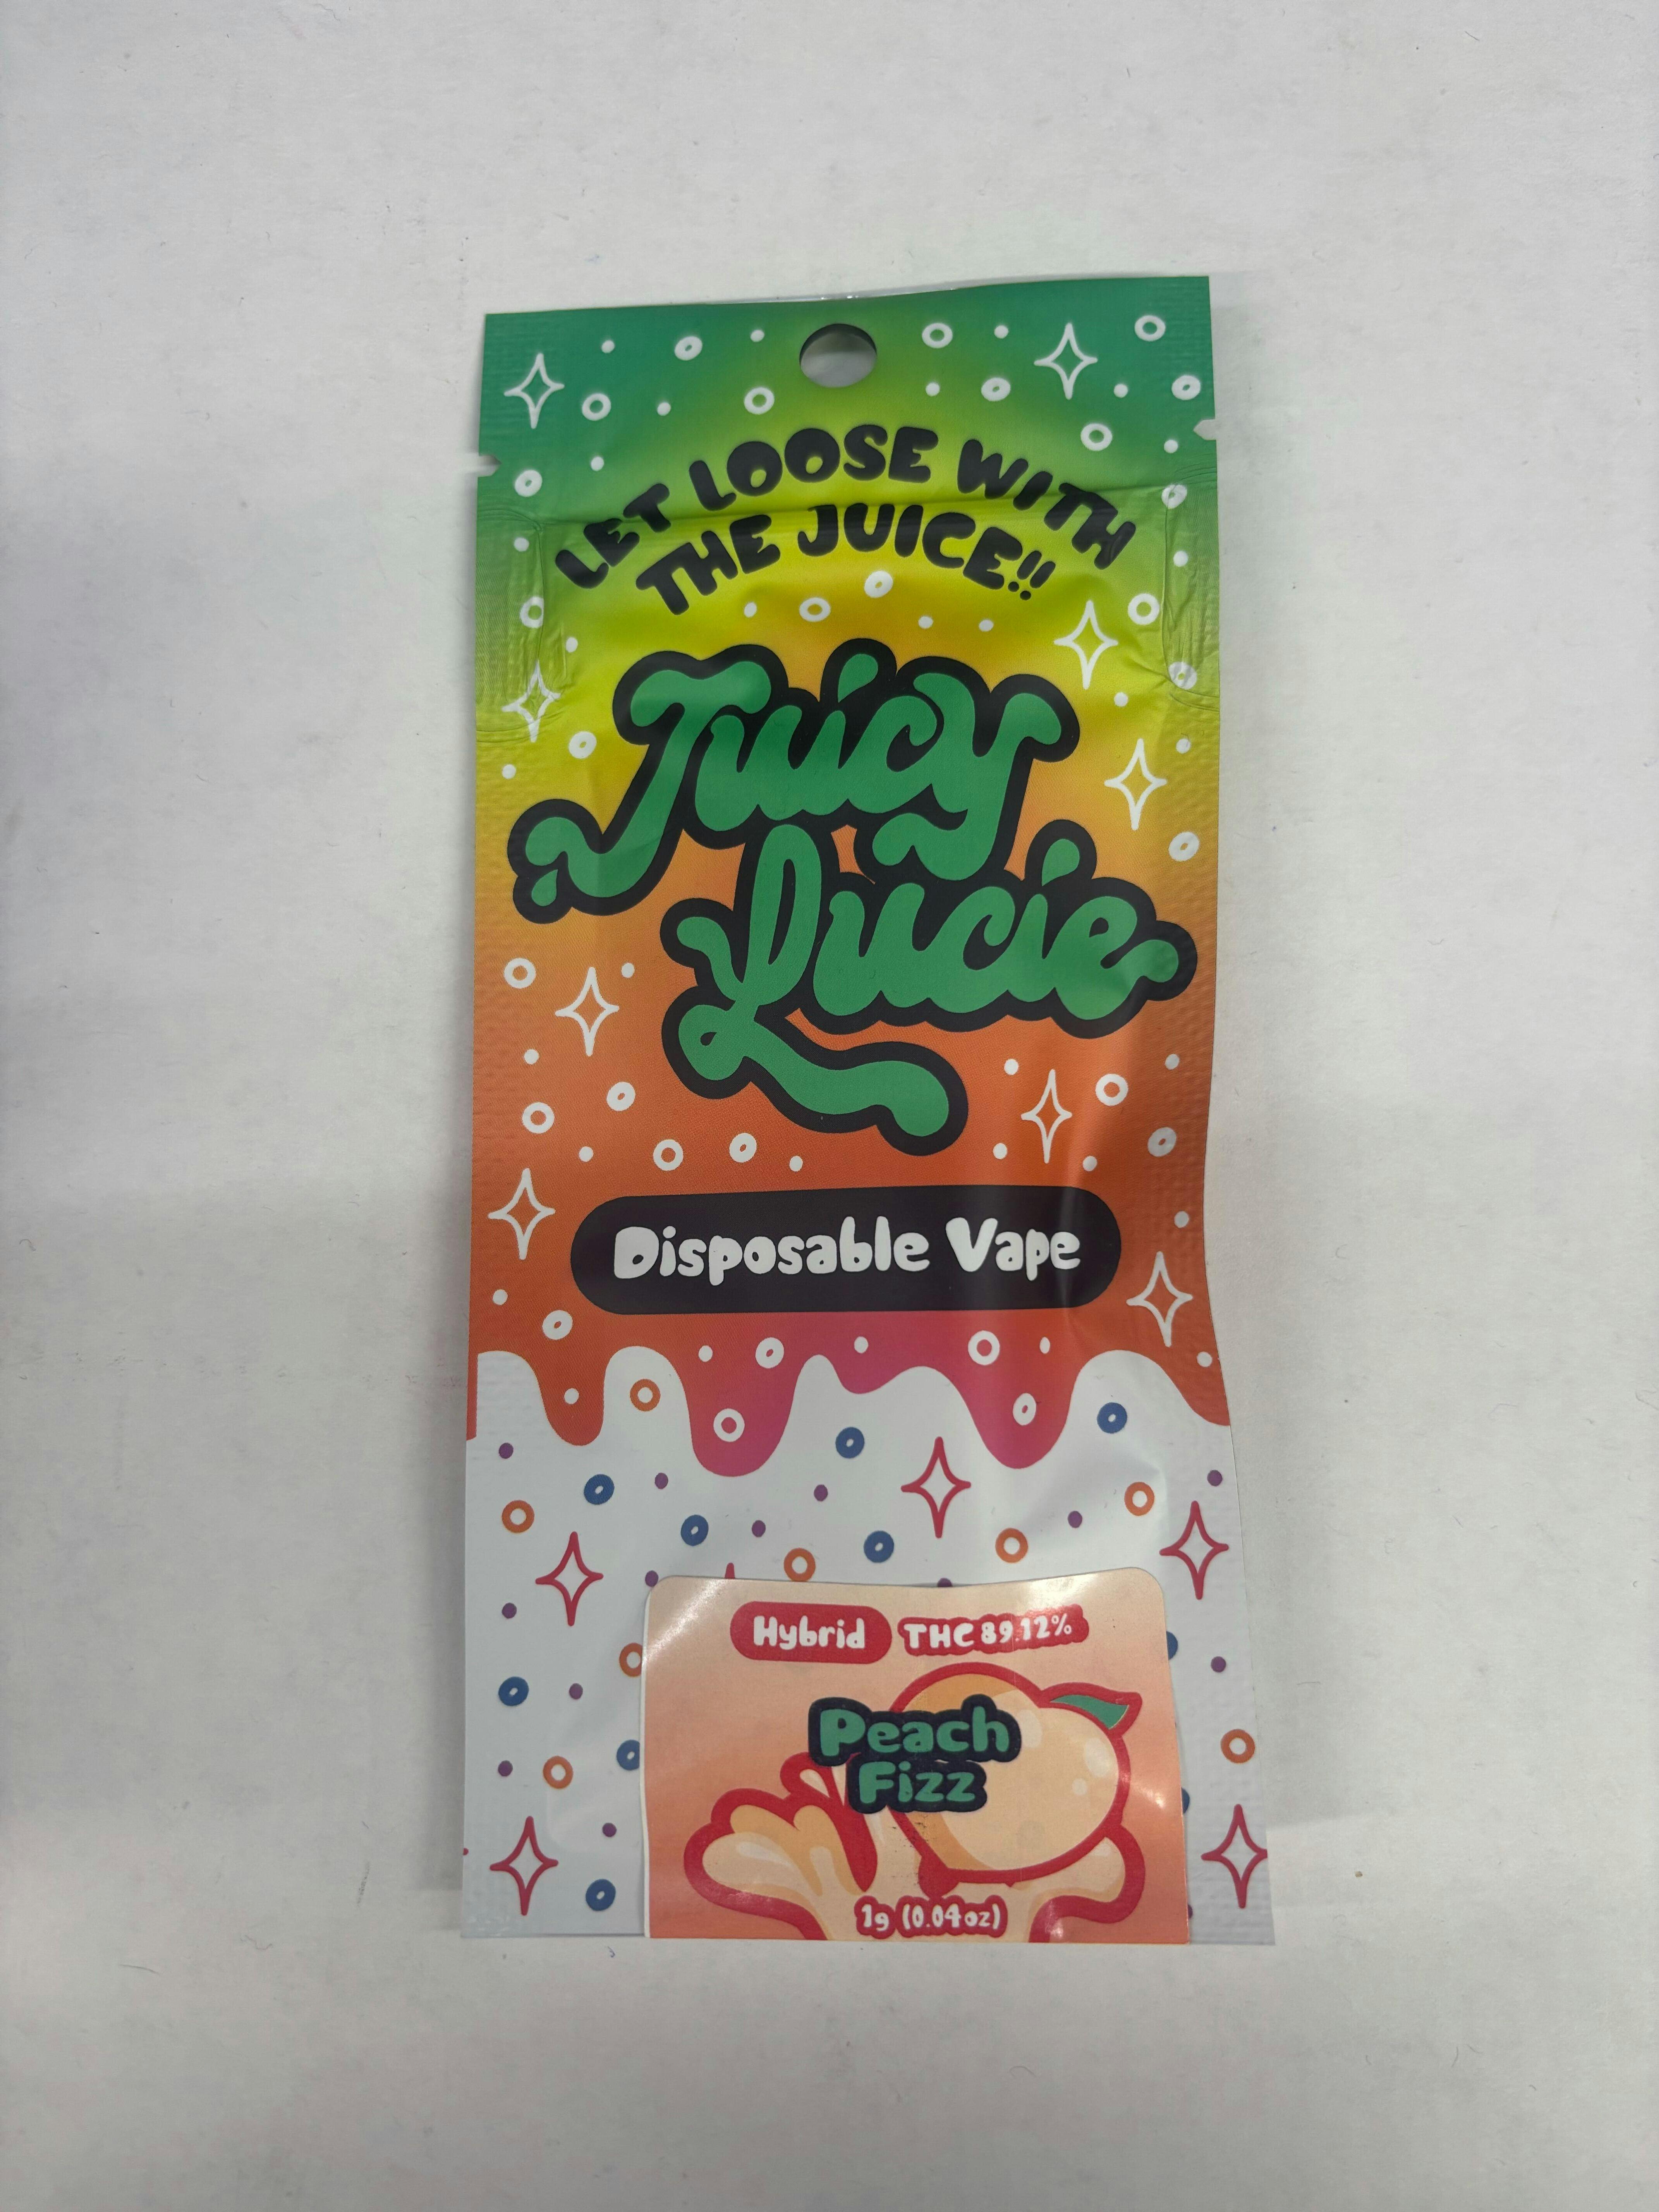 LET LOOSE WITH
THE JUICE!!
Juicy
Lucie
Disposable Vape
Hybrid THC 89.12%
Peach
Fizz
1g (0.04oz)